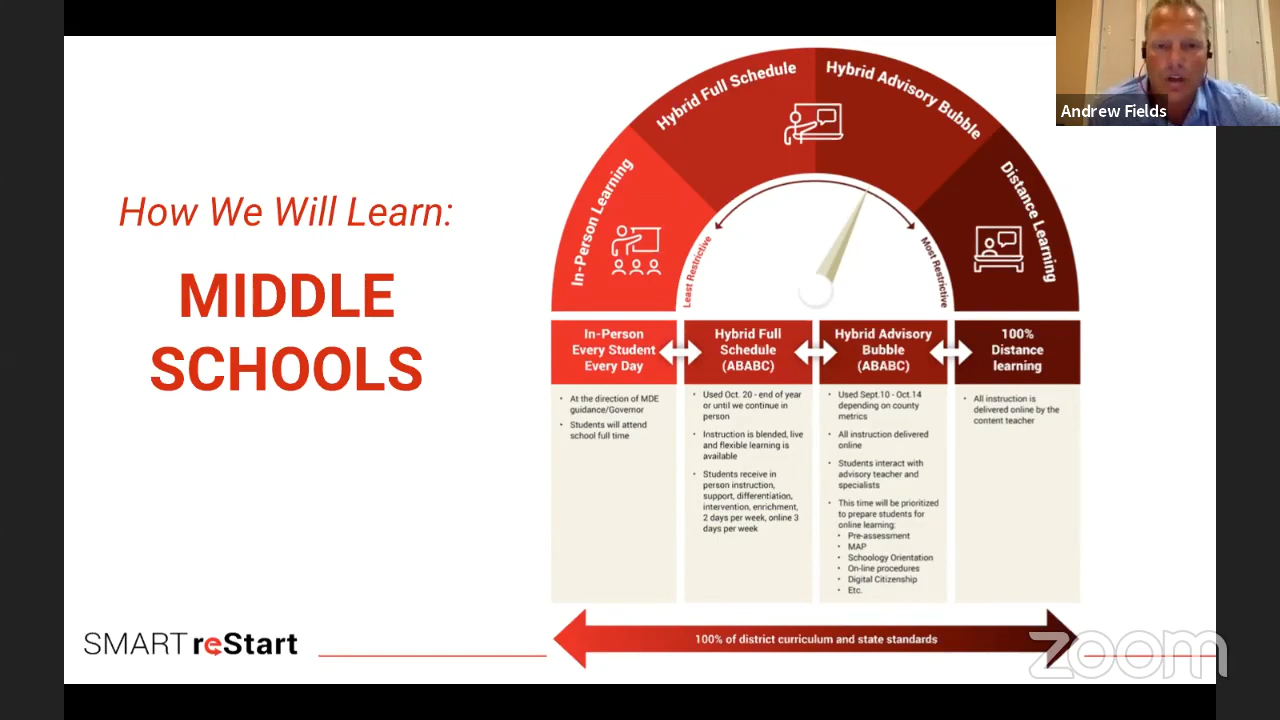 Andrew Fields
How We Will Learn:
MIDDLE
SCHOOLS
In-Person Learning
Hybrid Full Schedule
Hybrid Advisory Bubble
Distance Learning
Least Restrictive
Most Restrictive
In-Person
Every Student
Every Day
At the direction of MDE
guidance/Governor
Students will attend
school full time
Hybrid Full
Schedule
(ABABC)
Used Oct. 20 - end of year
or until we continue in
person
Instruction is blended, live
and flexible learning is
available
Students receive in
person instruction,
support, differentiation,
intervention, enrichment,
2 days per week, online 3
days per week
Hybrid Advisory
Bubble
(ABABC)
Used Sept.10 - Oct.14
depending on county
metrics
All instruction delivered
online
Students interact with
advisory teacher and
specialists
This time will be prioritized
to prepare students for
online learning:
Pre-assessment
MAP
Schoology Orientation
On-line procedures
Digital Citizenship
Etc.
100%
Distance
learning
All instruction is
delivered online by the
content teacher
100% of district curriculum and state standards
SMART reStart
zoom